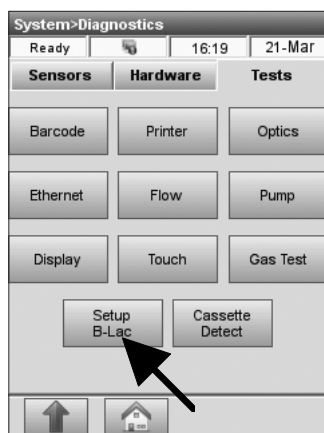 System>Diagnostics
Ready 16:19 21-Mar
Sensors Hardware Tests
Barcode Printer Optics
Ethernet Flow Pump
Display Touch Gas Test
Setup Cassette
B-Lac Detect